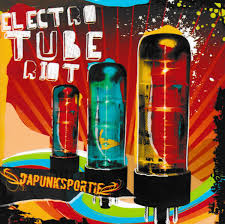 ELECTRO
TUBE
RIOT
DAPUNKSPORTIF